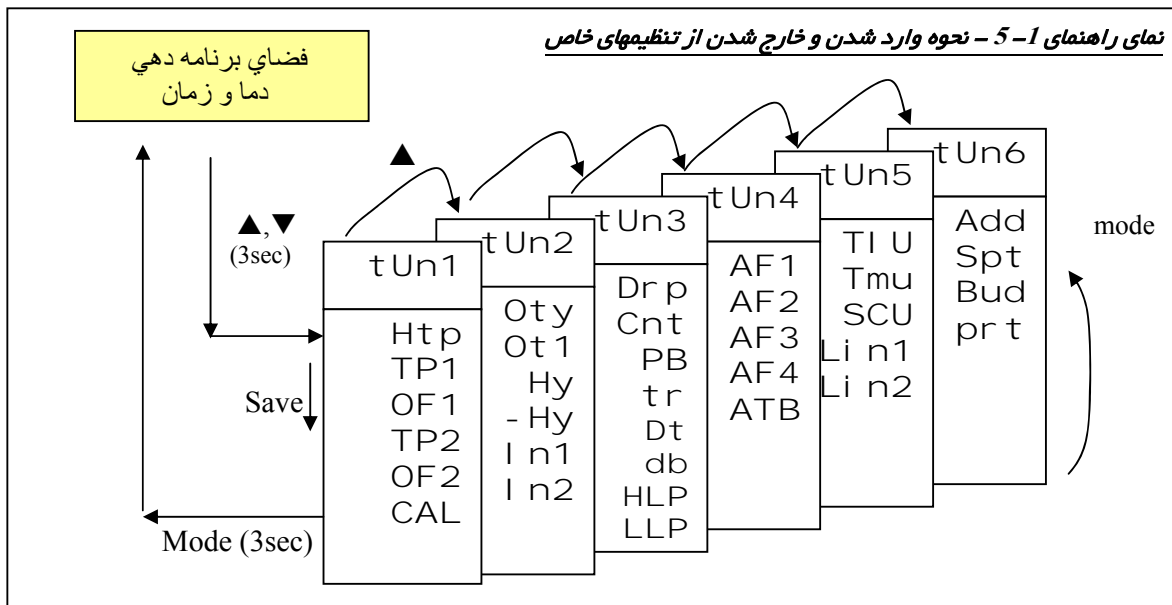 نمای راهنمای 1- 5 - نحوه وارد شدن و خارج شدن از تنظیمهای خاص
فضاي برنامه دهي
دما و زمان
▲,▼
(3sec)
Save
Mode (3sec)
▲
tUn1
Htp
TP1
OF1
TP2
OF2
CAL
tUn2
Oty
Ot1
Hy
-Hy
In1
In2
tUn3
Drp
Cnt
PB
tr
Dt
db
HLP
LLP
tUn4
AF1
AF2
AF3
AF4
ATB
tUn5
TIU
Tmu
SCU
Lin1
Lin2
tUn6
Add
Spt
Bud
prt
mode